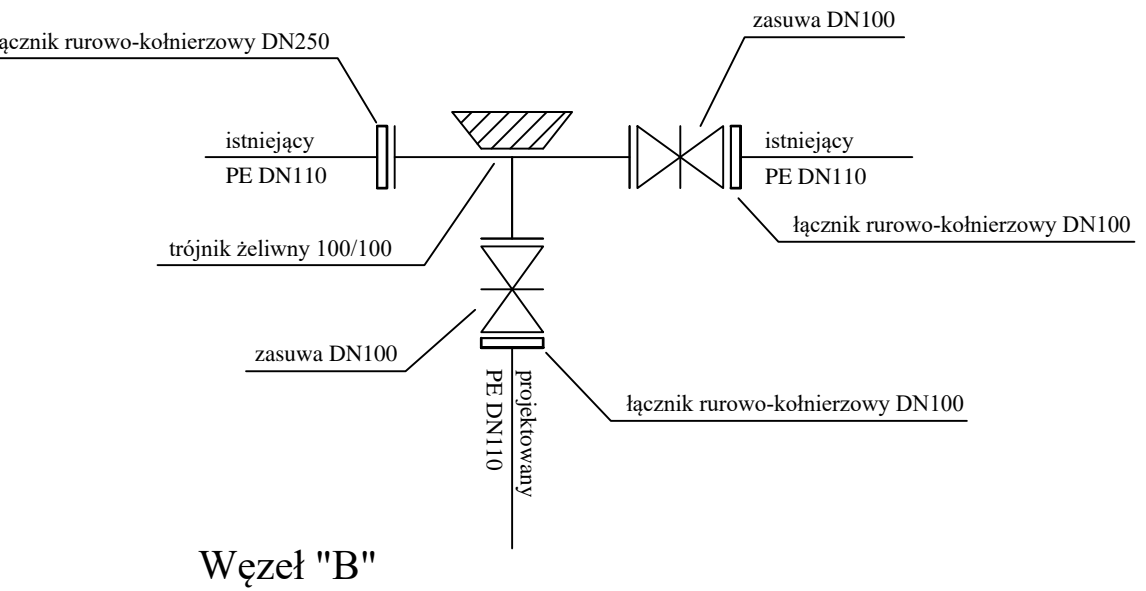 zasuwa DN100
ącznik rurowo-kołnierzowy DN250
istniejący
PE DN110
istniejący
PE DN110
łącznik rurowo-kołnierzowy DN100
trójnik żeliwny 100/100
zasuwa DN100
projektowany
PE DN110
łącznik rurowo-kołnierzowy DN100
Węzeł "B"